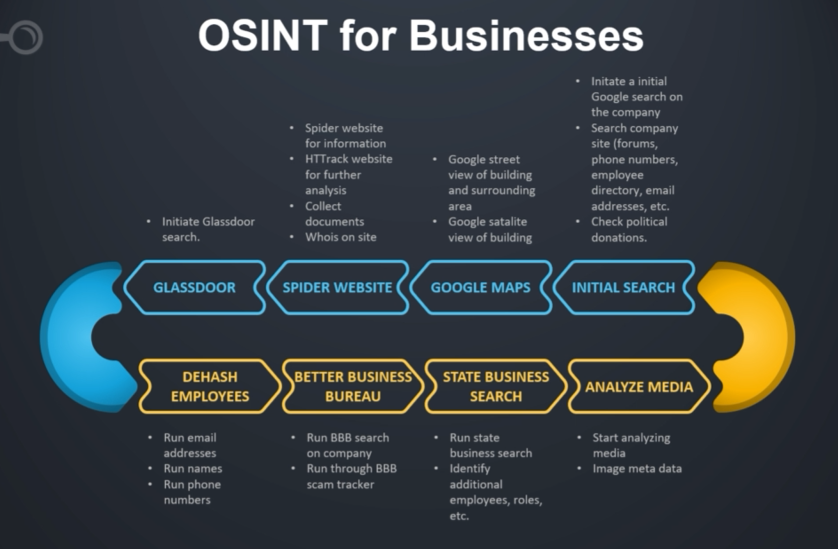 OSINT for Businesses
• Initiate Glassdoor
search.
• Spider website
for information
• HTTrack website
for further
analysis
• Collect
documents
• Whois on site
• Google street
view of building
and surrounding
area
• Google satalite
view of building
• Initate a initial
Google search on
the company
• Search company
site (forums,
phone numbers,
employee
directory, email
addresses, etc.
• Check political
donations.
GLASSDOOR
SPIDER WEBSITE
GOOGLE MAPS
INITIAL SEARCH
DEHASH
EMPLOYEES
BETTER BUSINESS
BUREAU
STATE BUSINESS
SEARCH
ANALYZE MEDIA
• Run email
addresses
• Run names
• Run phone
numbers
• Run BBB search
on company
• Run through BBB
scam tracker
• Run state
business search
• Identify
additional
employees, roles,
etc.
• Start analyzing
media
• Image meta data